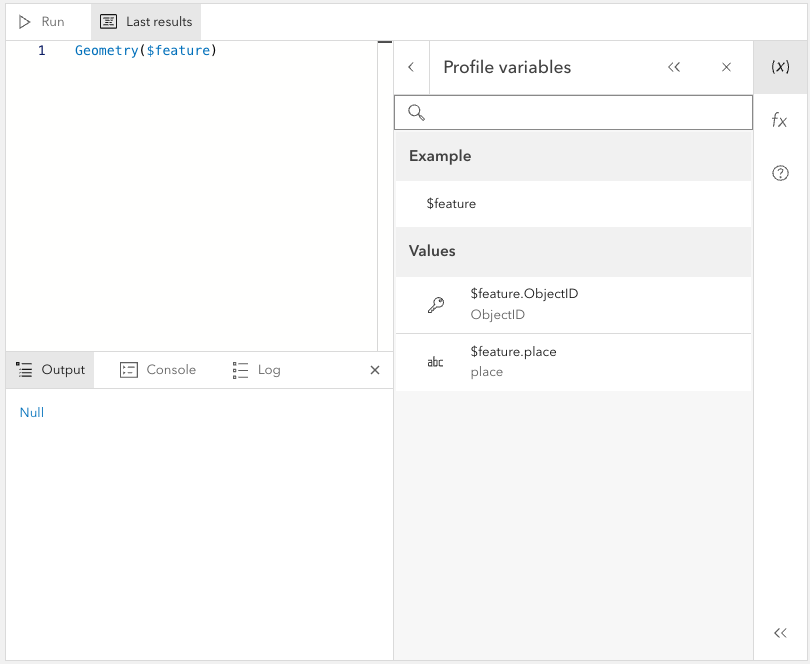 Run
Last results
1 Geometry($feature)
Profile variables
(x)
fx
Example
$feature
Values
$feature.ObjectID
ObjectID
abc
$feature.place
place
Output
Console
Log
Null